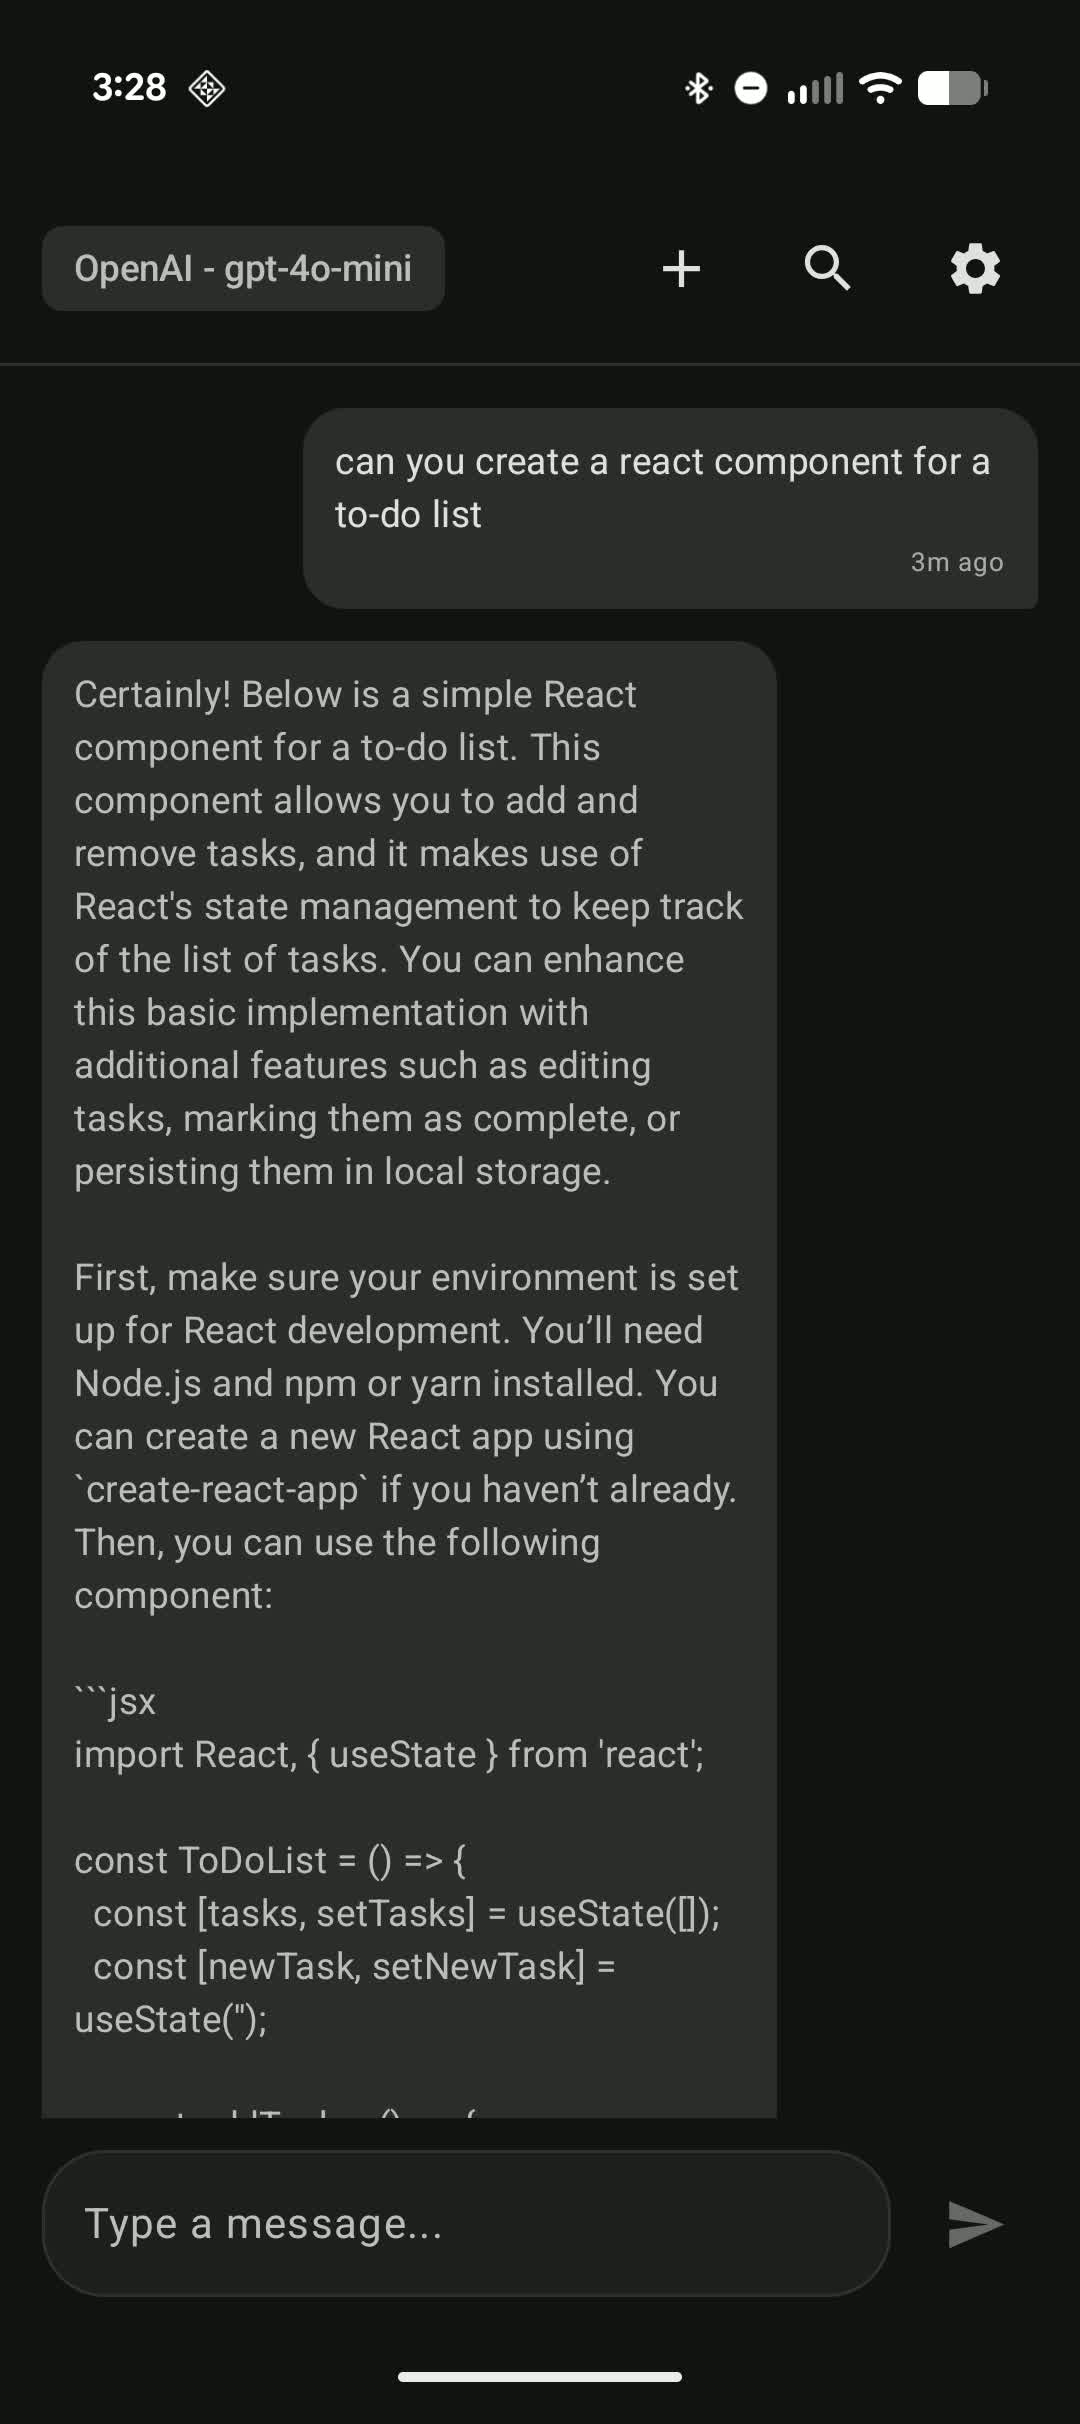 3:28
OpenAI - gpt-4o-mini
can you create a react component for a
to-do list
3m ago
Certainly! Below is a simple React
component for a to-do list. This
component allows you to add and
remove tasks, and it makes use of
React's state management to keep track
of the list of tasks. You can enhance
this basic implementation with
additional features such as editing
tasks, marking them as complete, or
persisting them in local storage.
First, make sure your environment is set
up for React development. You’ll need
Node.js and npm or yarn installed. You
can create a new React app using
`create-react-app` if you haven’t already.
Then, you can use the following
component:
```jsx
import React, { useState } from 'react';
const ToDoList = () => {
  const [tasks, setTasks] = useState([]);
  const [newTask, setNewTask] =
useState('');
Type a message...